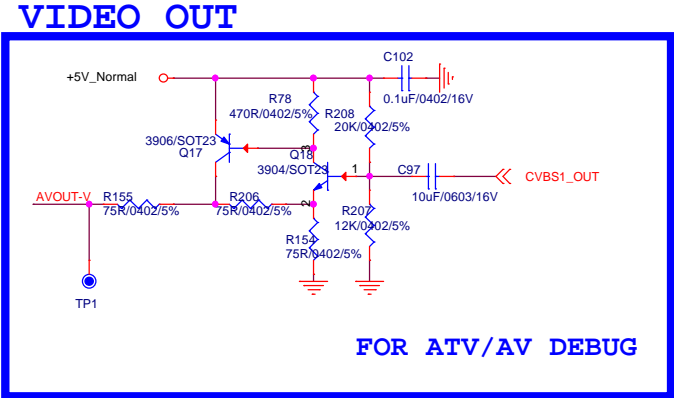 VIDEO OUT
C102
+5V_Normal
0.1uF/0402/16V
R78
470R/0402/5%
R208
20K/0402/5%
3906/SOT23
Q17
3
Q18
3904/SOT23
1
C97
10uF/0603/16V
CVBS1_OUT
AVOUT-V
R155
75R/0402/5%
R206
75R/0402/5%
2
R207
12K/0402/5%
R154
75R/0402/5%
TP1
FOR ATV/AV DEBUG